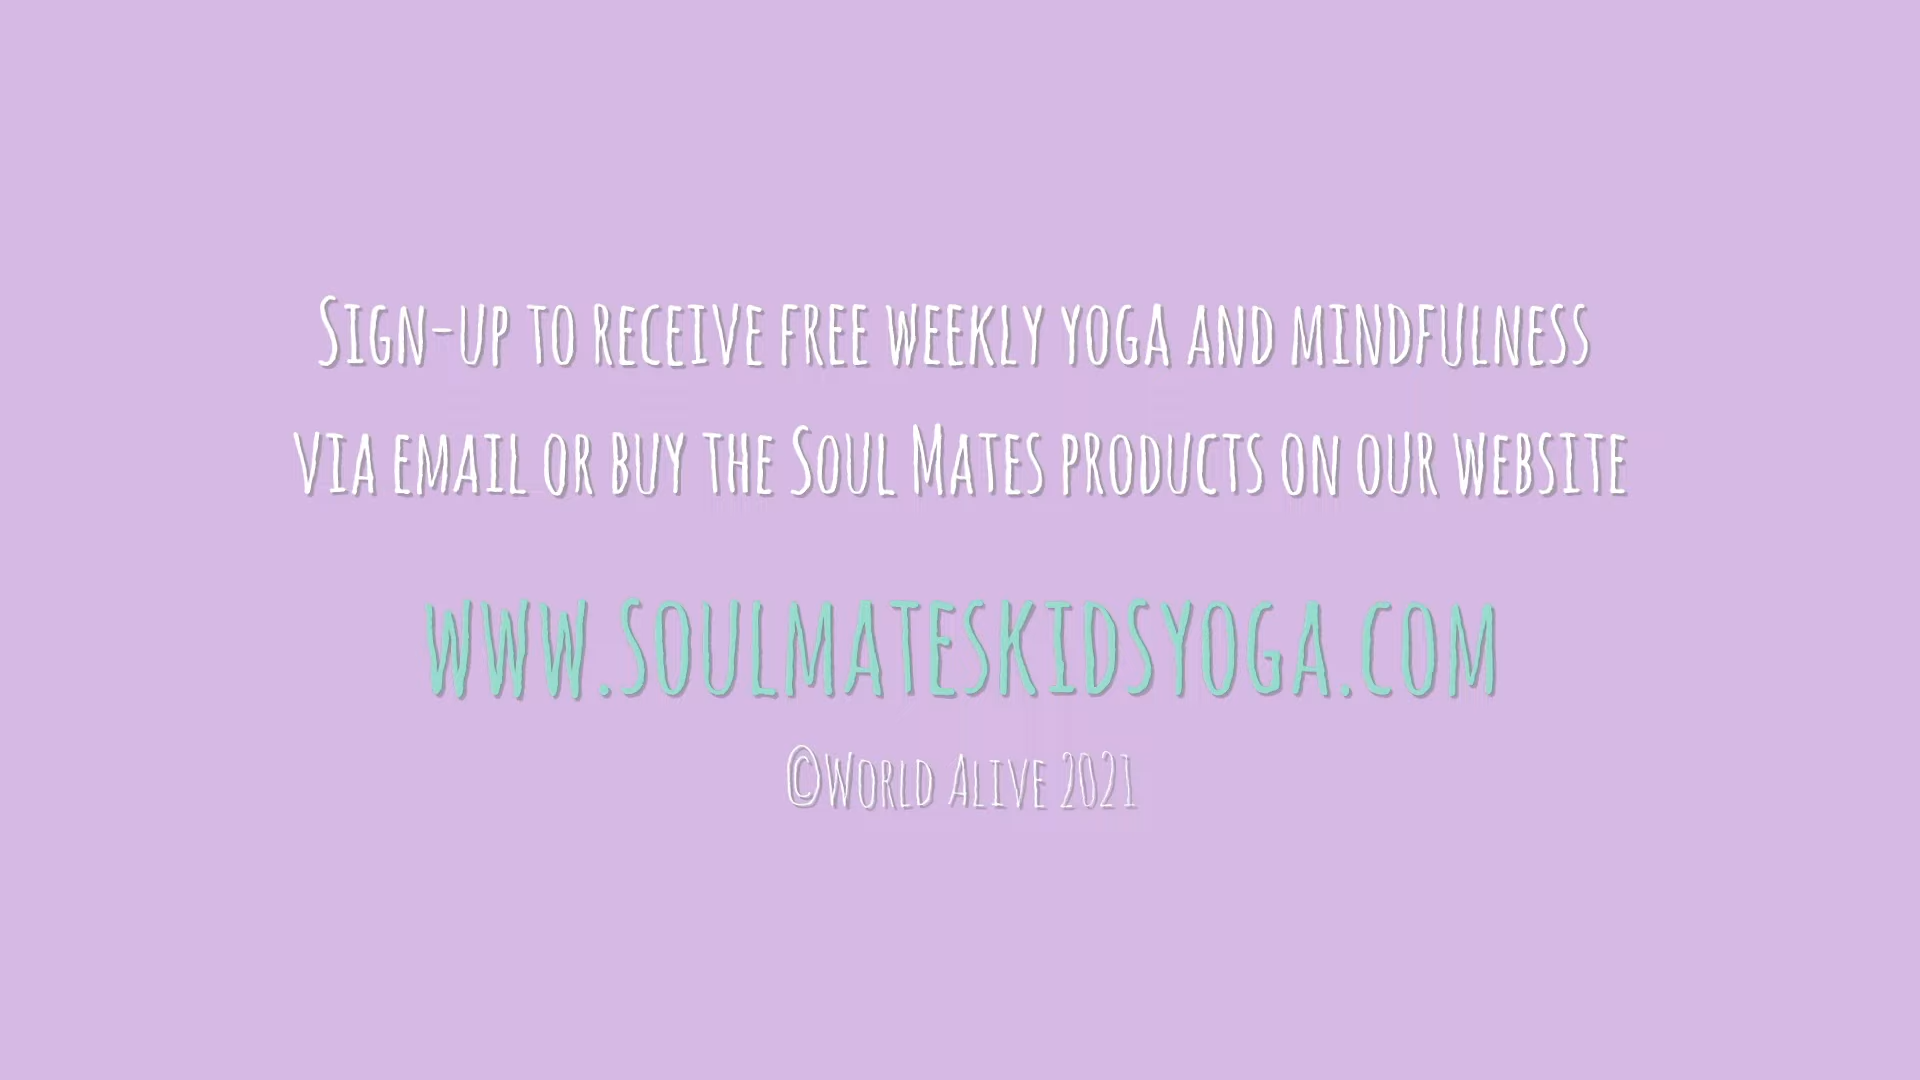 Sign-up to receive free weekly yoga and mindfulness
via email or buy the Soul Mates products on our website
www.soulmateskidsyoga.com
©World Alive 2021